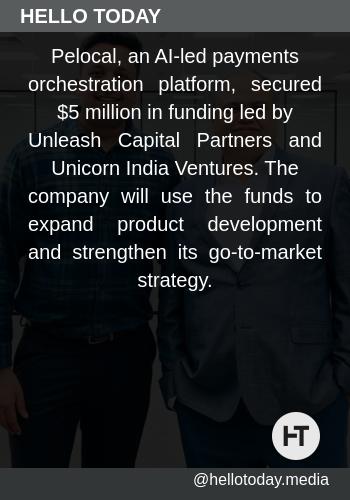 HELLO TODAY
Pelocal, an AI-led payments
orchestration platform, secured
$5 million in funding led by
Unleash Capital Partners and
Unicorn India Ventures. The
company will use the funds to
expand product development
and strengthen its go-to-market
strategy.
HT
@hellotoday.media